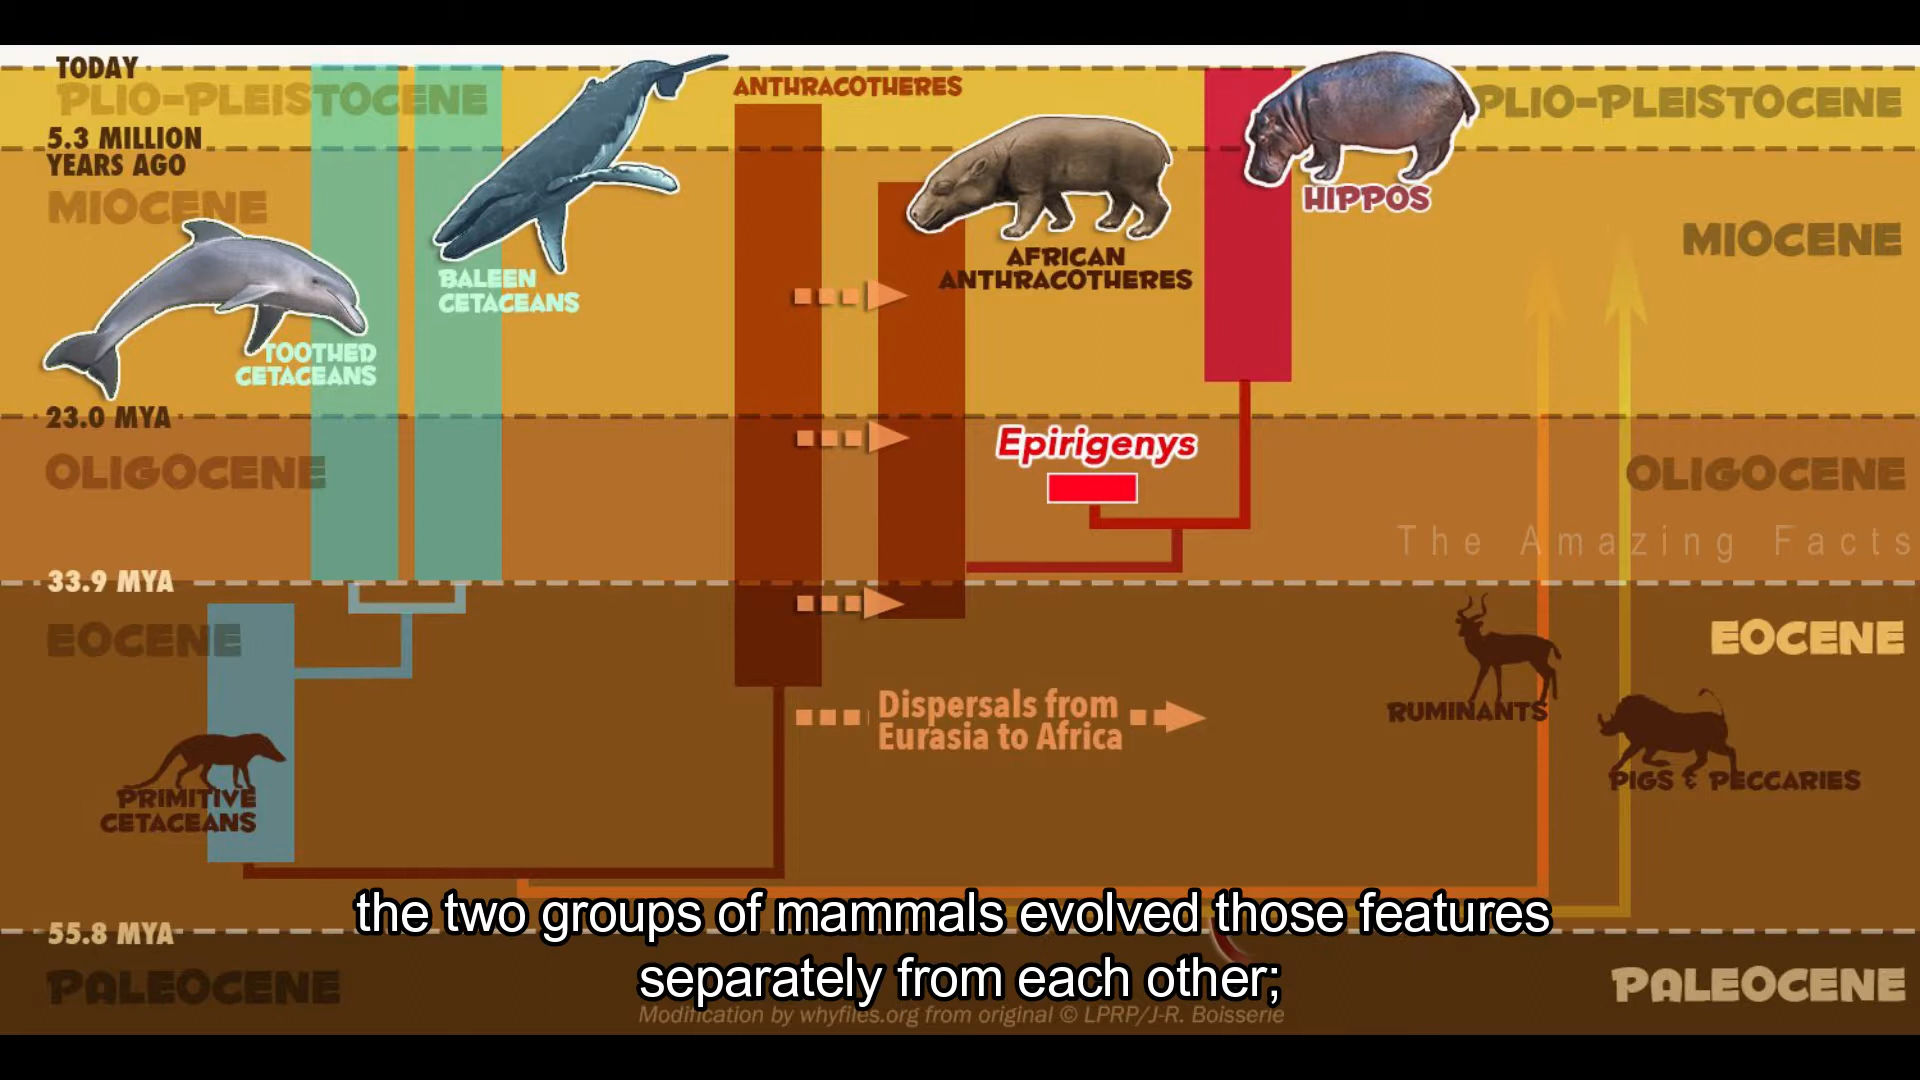 TODAY
PLIO-PLEISTOCENE
5.3 MILLION
YEARS AGO
MIOCENE
TOOTHED
CETACEANS
BALEEN
CETACEANS
ANTHRACOTHERES
AFRICAN
ANTHRACOTHERES
HIPPOS
PLIO-PLEISTOCENE
MIOCENE
23.0 MYA
OLIGOCENE
Epirigenys
OLIGOCENE
The Amazing Facts
33.9 MYA
EOCENE
EOCENE
PRIMITIVE
CETACEANS
Dispersals from
Eurasia to Africa
RUMINANTS
PIGS & PECCARIES
55.8 MYA
PALEOCENE
PALEOCENE
the two groups of mammals evolved those features
separately from each other;
Modification by whyfiles.org from original © LPRP/J-R. Boisserie